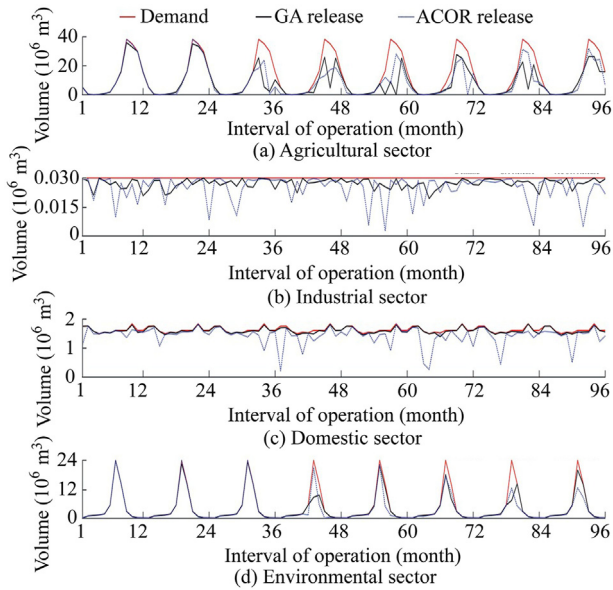 Demand GA release ACOR release
Volume (10⁶ m³)
40
20
0
1 12 24 36 48 60 72 84 96
Interval of operation (month)
(a) Agricultural sector
Volume (10⁶ m³)
0.030
0.015
0
1 12 24 36 48 60 72 84 96
Interval of operation (month)
(b) Industrial sector
Volume (10⁶ m³)
2
1
0
1 12 24 36 48 60 72 84 96
Interval of operation (month)
(c) Domestic sector
Volume (10⁶ m³)
24
12
0
1 12 24 36 48 60 72 84 96
Interval of operation (month)
(d) Environmental sector